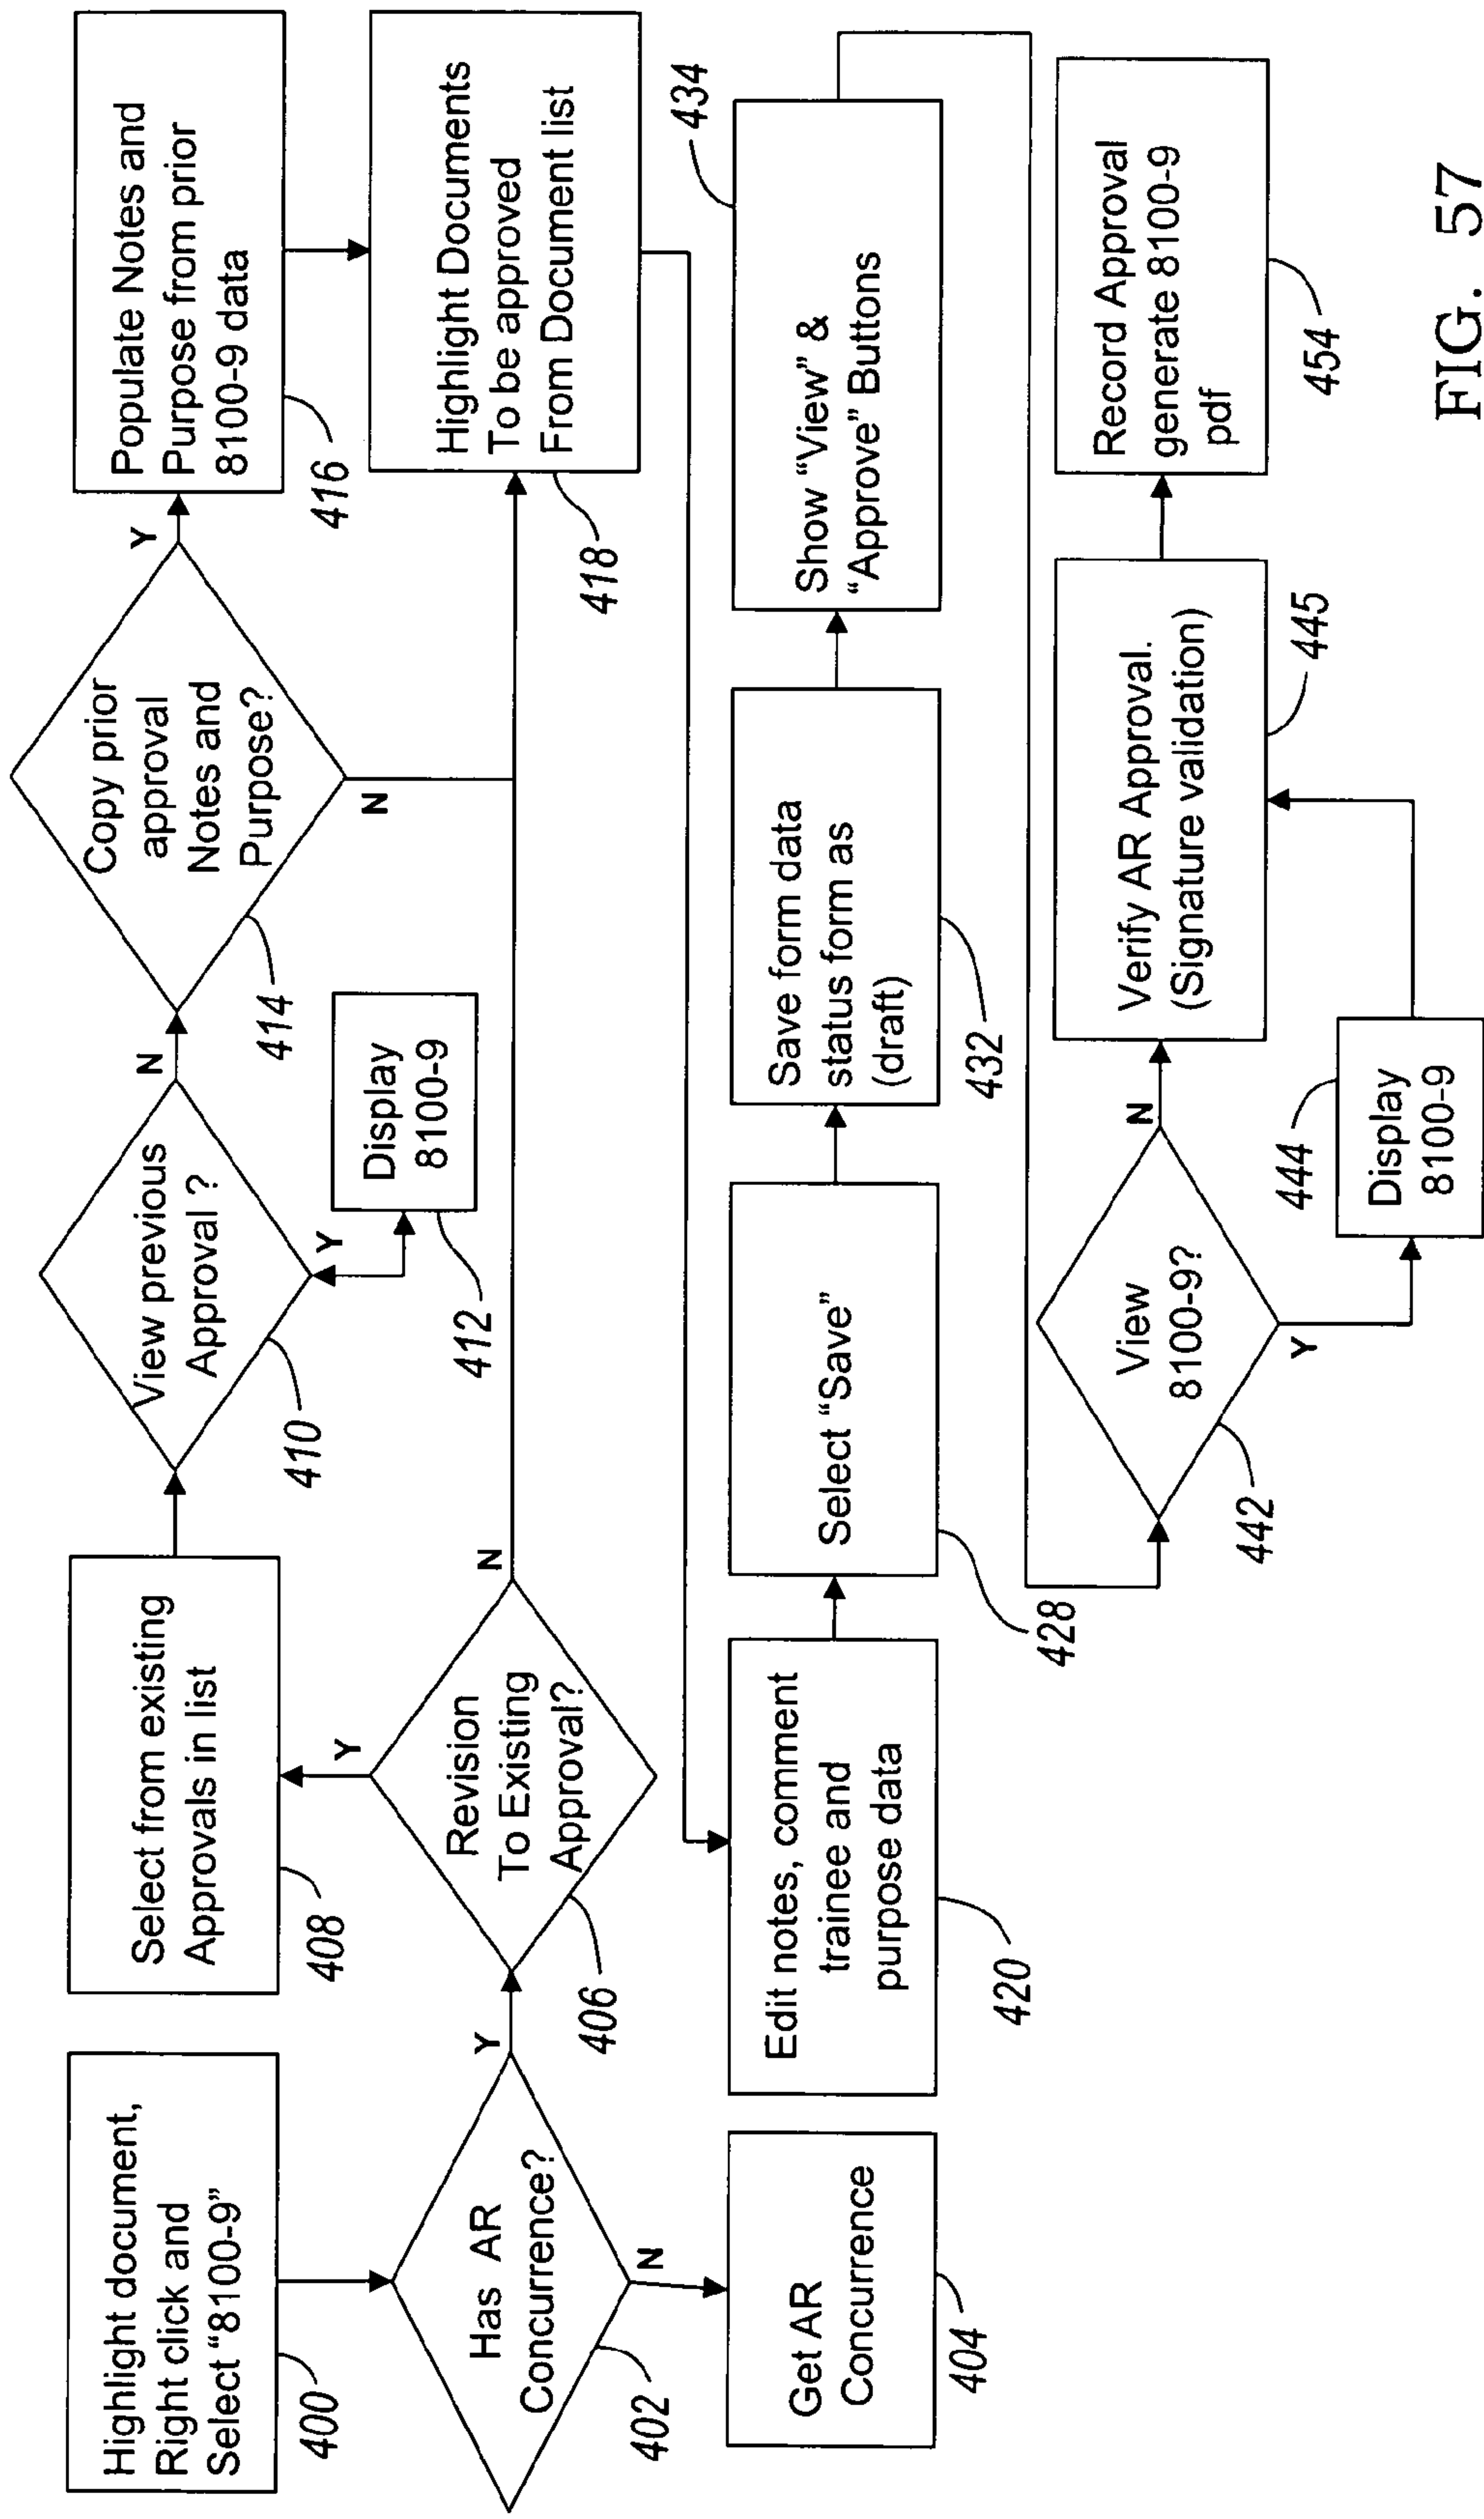 Highlight document,
Right click and
Select “8100-9”
400
Has AR
Concurrence?
402
Y
N
Get AR
Concurrence
404
Revision
To Existing
Approval?
406
Y
N
Select from existing
Approvals in list
408
View previous
Approval ?
410
Y
N
Display
8100-9
412
Copy prior
approval
Notes and
Purpose?
414
Y
N
Populate Notes and
Purpose from prior
8100-9 data
416
Highlight Documents
To be approved
From Document list
418
Edit notes, comment
trainee and
purpose data
420
Select “Save”
428
Save form data
status form as
(draft)
432
Show “View” &
“Approve” Buttons
434
View
8100-9?
442
Y
N
Display
8100-9
444
Verify AR Approval.
(Signature validation)
445
Record Approval
generate 8100-9
pdf
454
FIG. 57